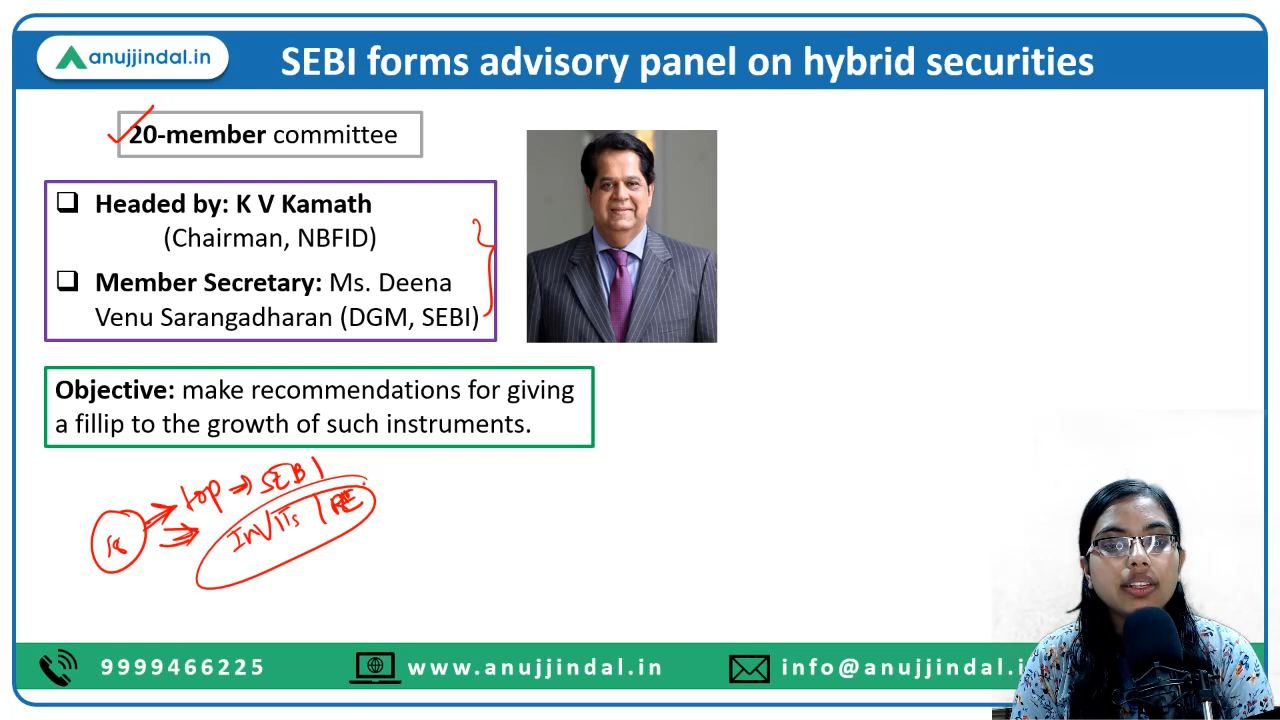 anujjindal.in
SEBI forms advisory panel on hybrid securities
20-member committee
Headed by: K V Kamath
(Chairman, NBFID)
Member Secretary: Ms. Deena
Venu Sarangadharan (DGM, SEBI)
Objective: make recommendations for giving
a fillip to the growth of such instruments.
18
top ⇒ SEBI
InvITs | RE
9999466225
www.anujjindal.in
info@anujjindal.i